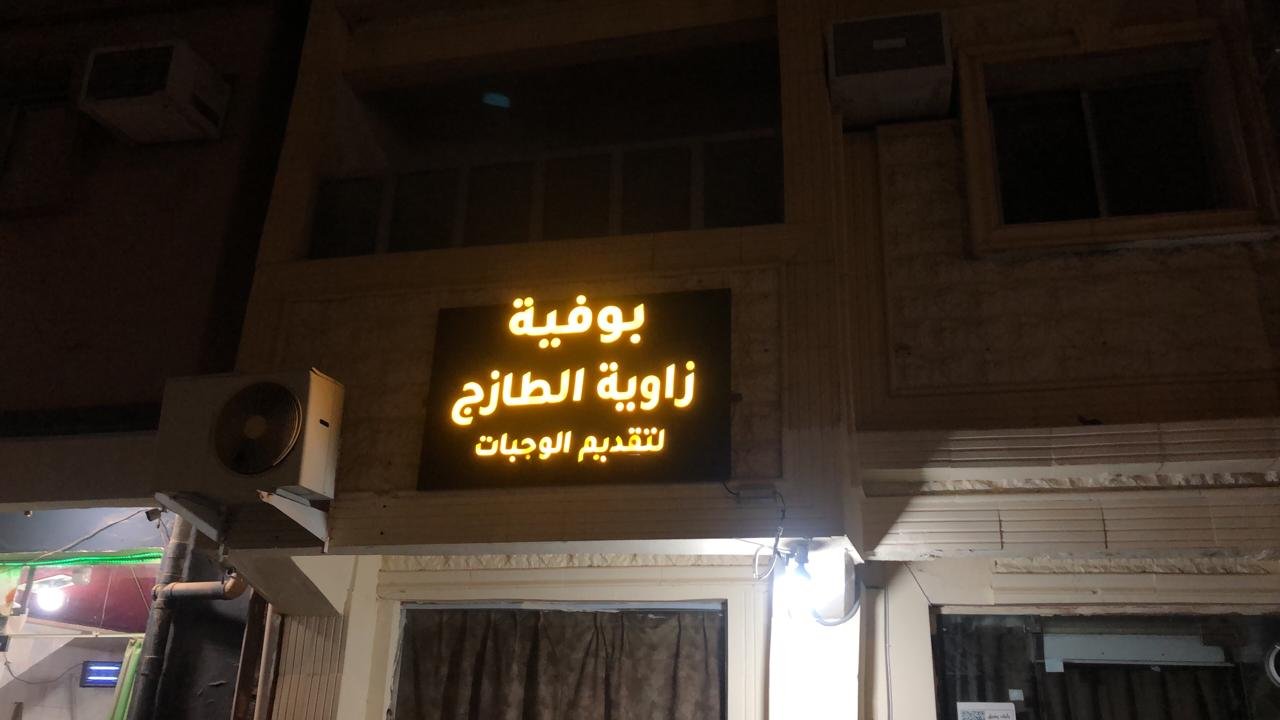 بوفية
زاوية الطازج
لتقديم الوجبات